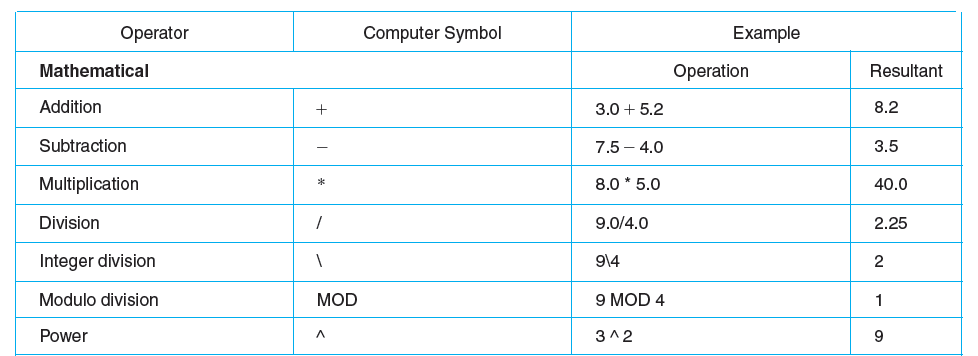 Operator Computer Symbol Example
Mathematical Operation Resultant
Addition + 3.0 + 5.2 8.2
Subtraction – 7.5 – 4.0 3.5
Multiplication * 8.0 * 5.0 40.0
Division / 9.0/4.0 2.25
Integer division \ 9\4 2
Modulo division MOD 9 MOD 4 1
Power ^ 3 ^ 2 9